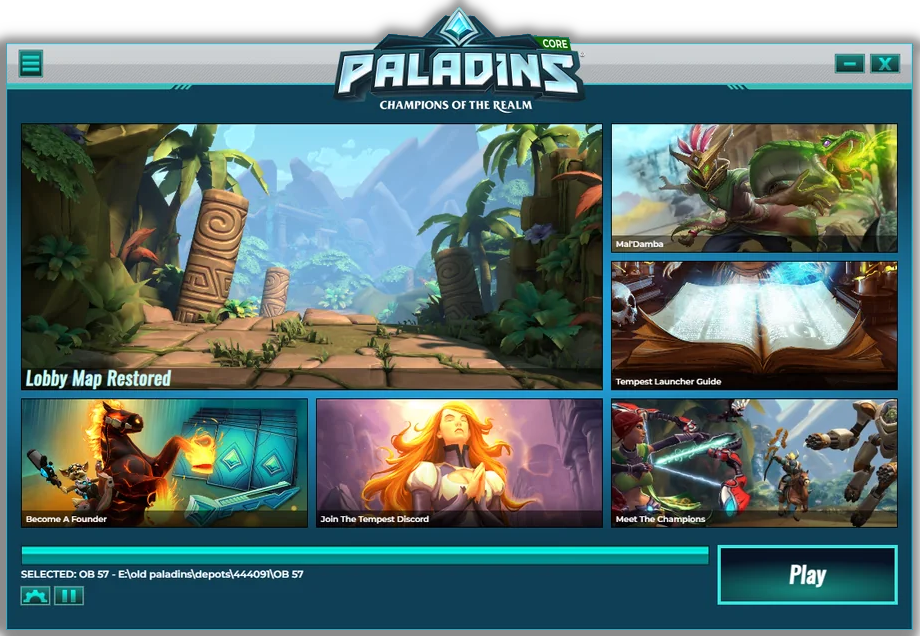 CORE
PALADINS
CHAMPIONS OF THE REALM
Mal'Damba
Lobby Map Restored
Tempest Launcher Guide
Become A Founder
Join The Tempest Discord
Meet The Champions
SELECTED: OB 57 - E:\old paladins\depots\444091\OB 57
Play